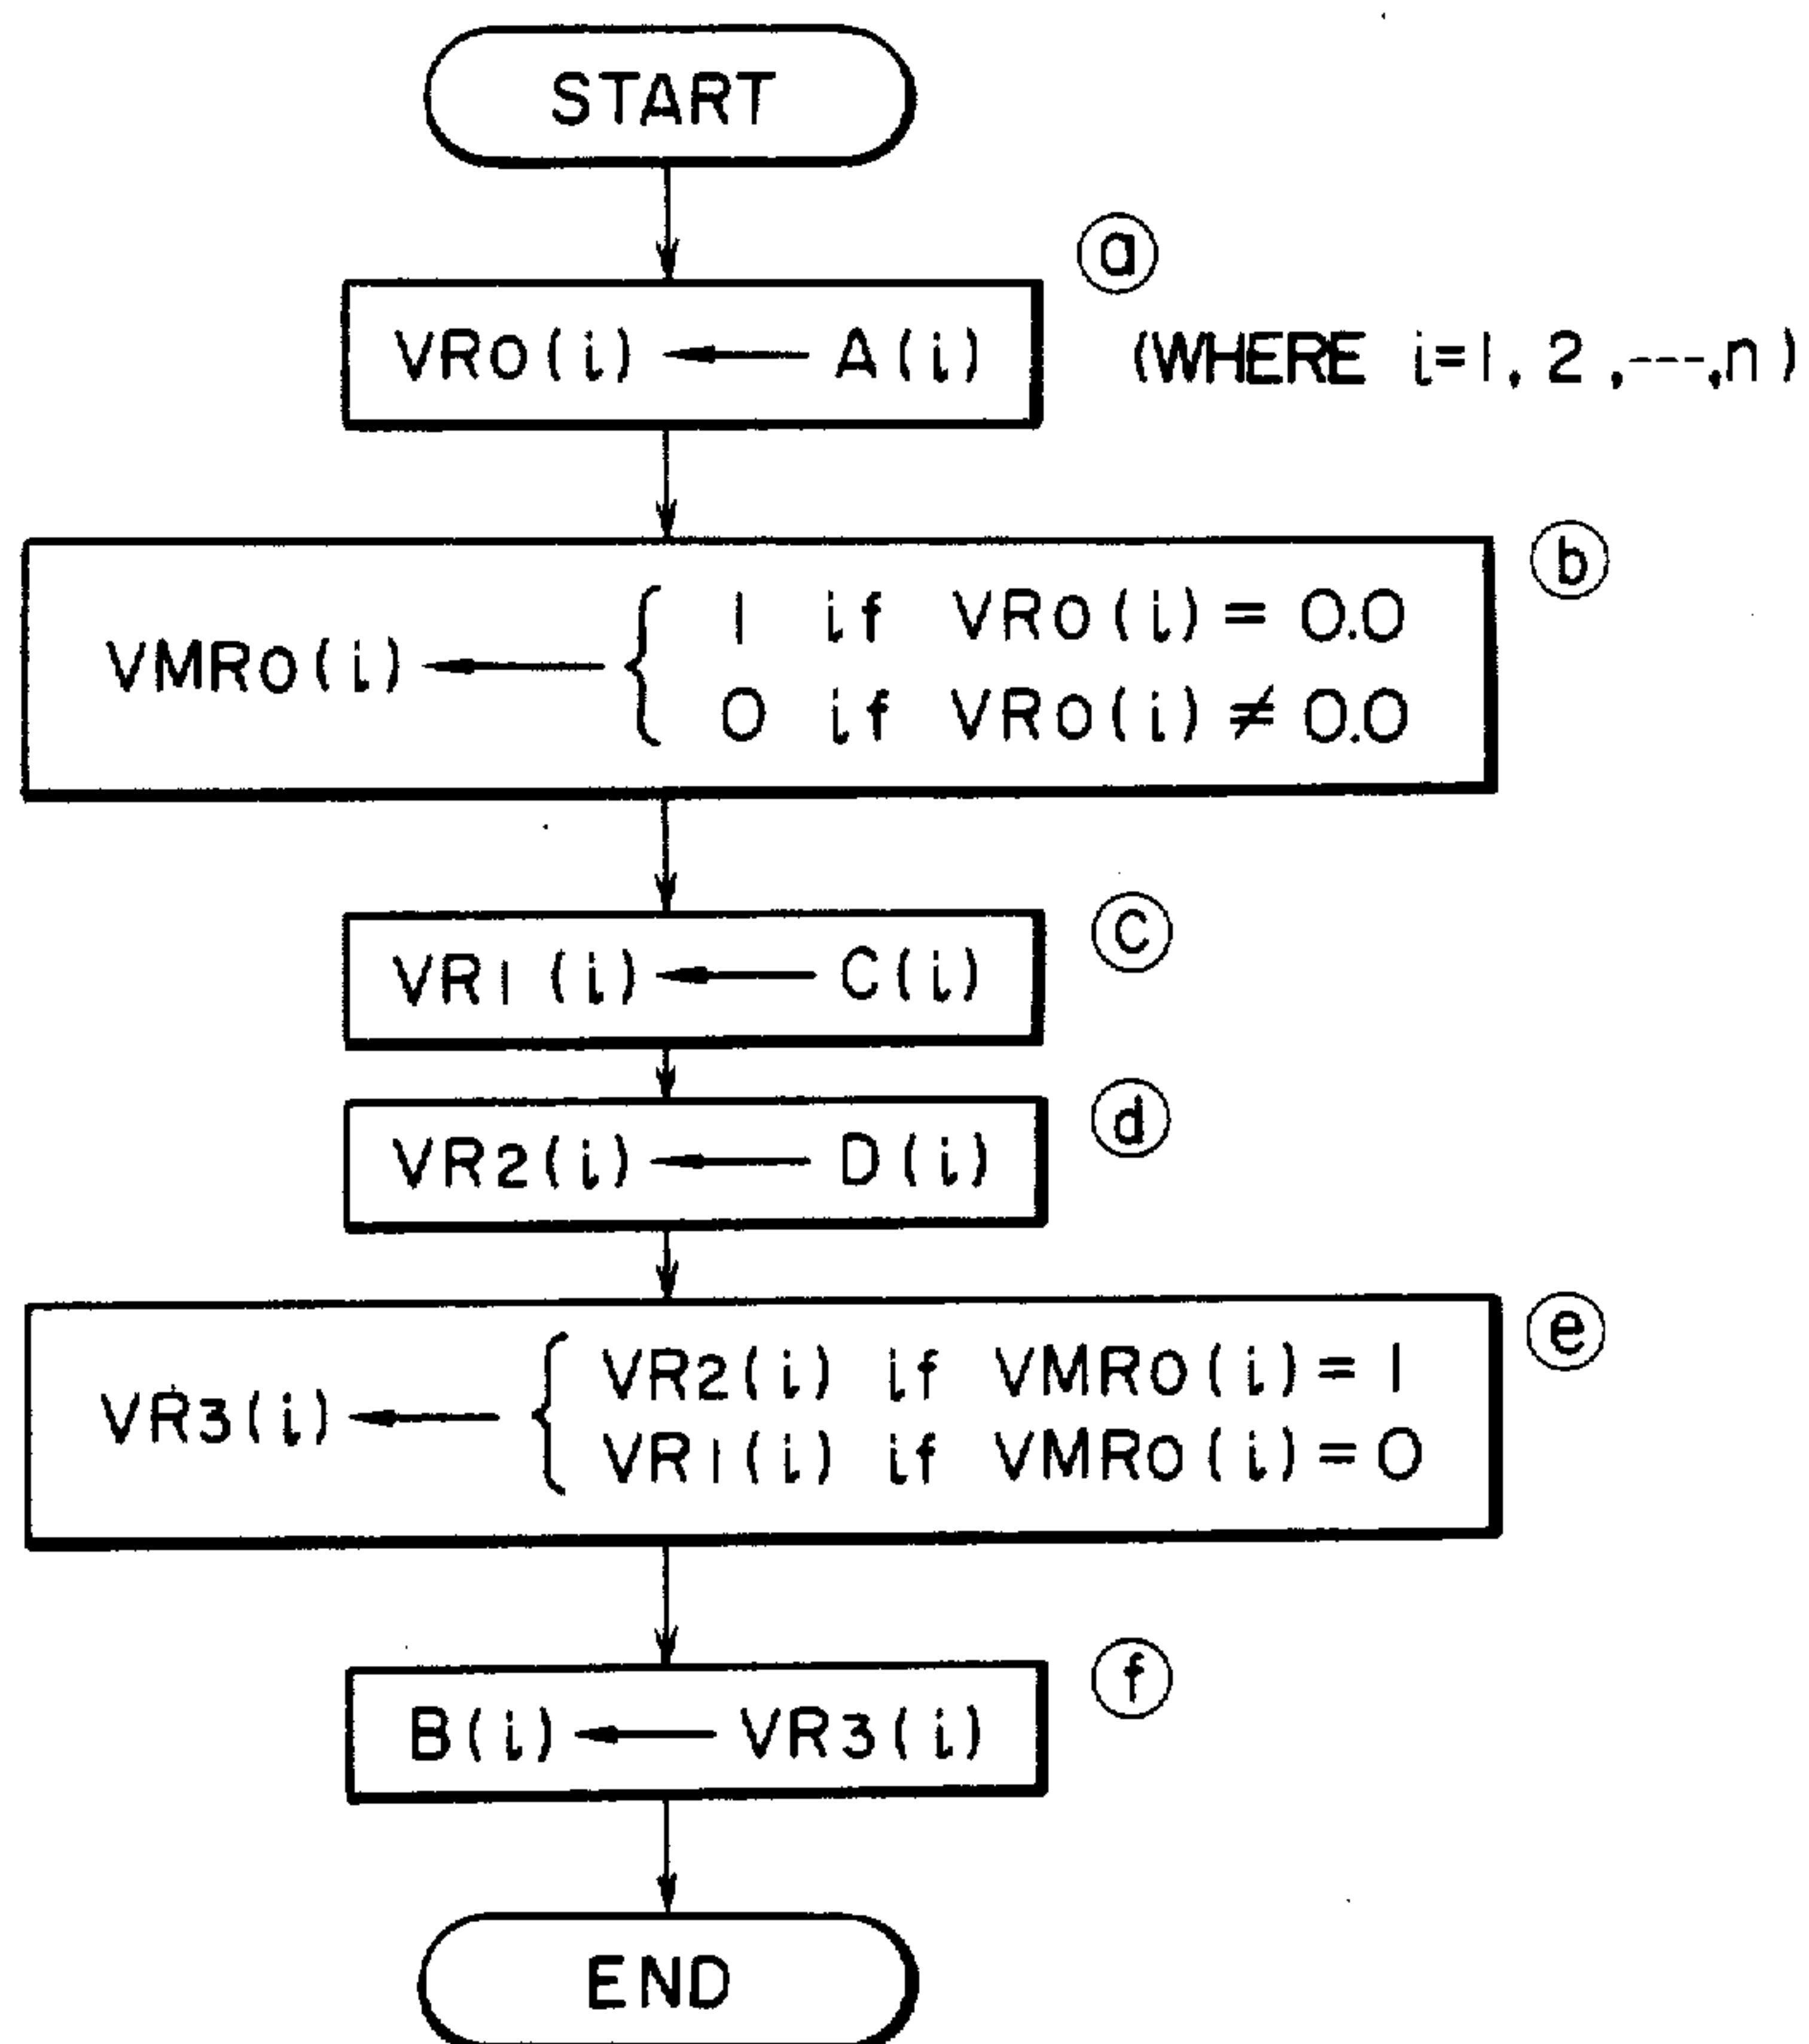 START
ⓐ
VR0(i) ← A(i) (WHERE i=1, 2, ---, n)
ⓑ
VMR0(i) ← { 1 if VR0(i) = 0.0
0 if VR0(i) ≠ 0.0
ⓒ
VR1(i) ← C(i)
ⓓ
VR2(i) ← D(i)
ⓔ
VR3(i) ← { VR2(i) if VMR0(i) = 1
VR1(i) if VMR0(i) = 0
ⓕ
B(i) ← VR3(i)
END